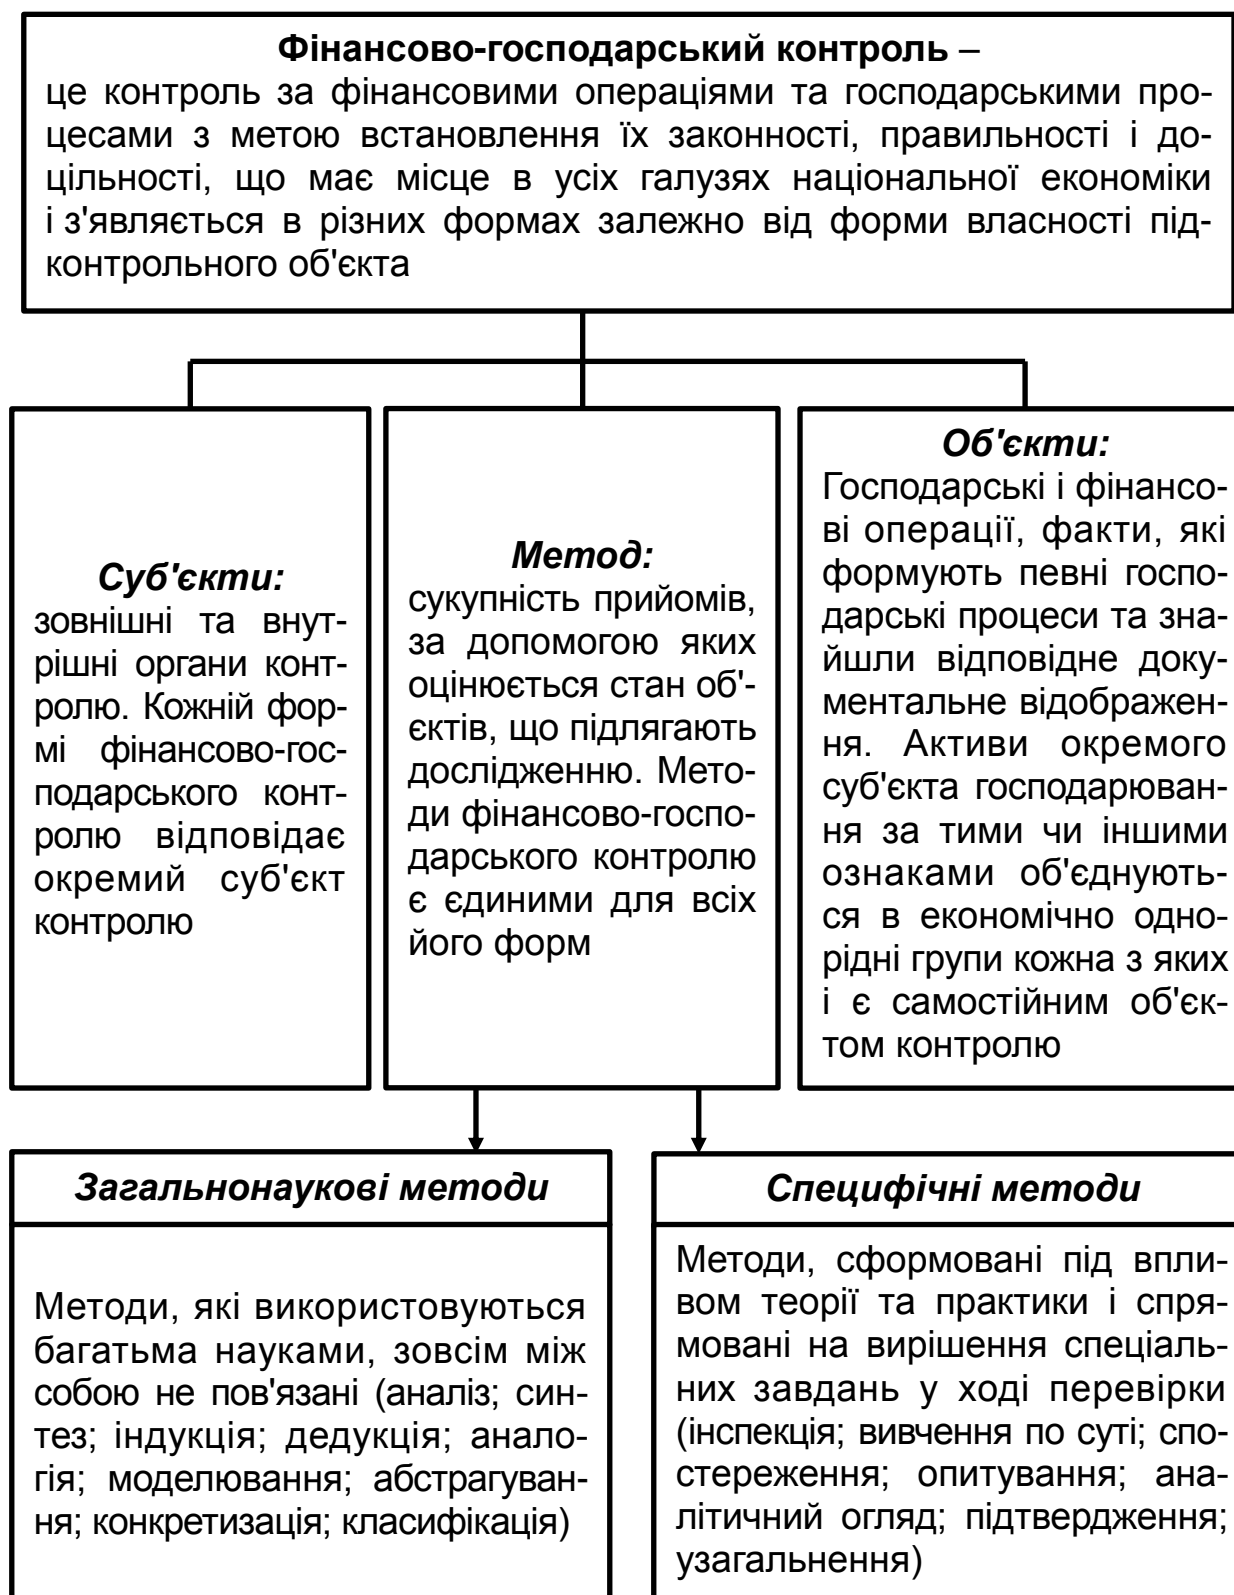 Фінансово-господарський контроль –
це контроль за фінансовими операціями та господарськими про-
цесами з метою встановлення їх законності, правильності і до-
цільності, що має місце в усіх галузях національної економіки
і з'являється в різних формах залежно від форми власності під-
контрольного об'єкта
Суб'єкти:
зовнішні та внут-
рішні органи конт-
ролю. Кожній фор-
мі фінансово-гос-
подарського конт-
ролю відповідає
окремий суб'єкт
контролю
Метод:
сукупність прийомів,
за допомогою яких
оцінюється стан об'-
єктів, що підлягають
дослідженню. Мето-
ди фінансово-госпо-
дарського контролю
є єдиними для всіх
його форм
Об'єкти:
Господарські і фінансо-
ві операції, факти, які
формують певні госпо-
дарські процеси та зна-
йшли відповідне доку-
ментальне відображен-
ня. Активи окремого
суб'єкта господарюван-
ня за тими чи іншими
ознаками об'єднують-
ся в економічно одно-
рідні групи кожна з яких
і є самостійним об'єк-
том контролю
Загальнонаукові методи
Методи, які використовуються
багатьма науками, зовсім між
собою не пов'язані (аналіз; син-
тез; індукція; дедукція; анало-
гія; моделювання; абстрагуван-
ня; конкретизація; класифікація)
Специфічні методи
Методи, сформовані під впли-
вом теорії та практики і спря-
мовані на вирішення спеціаль-
них завдань у ході перевірки
(інспекція; вивчення по суті; спо-
стереження; опитування; ана-
літичний огляд; підтвердження;
узагальнення)